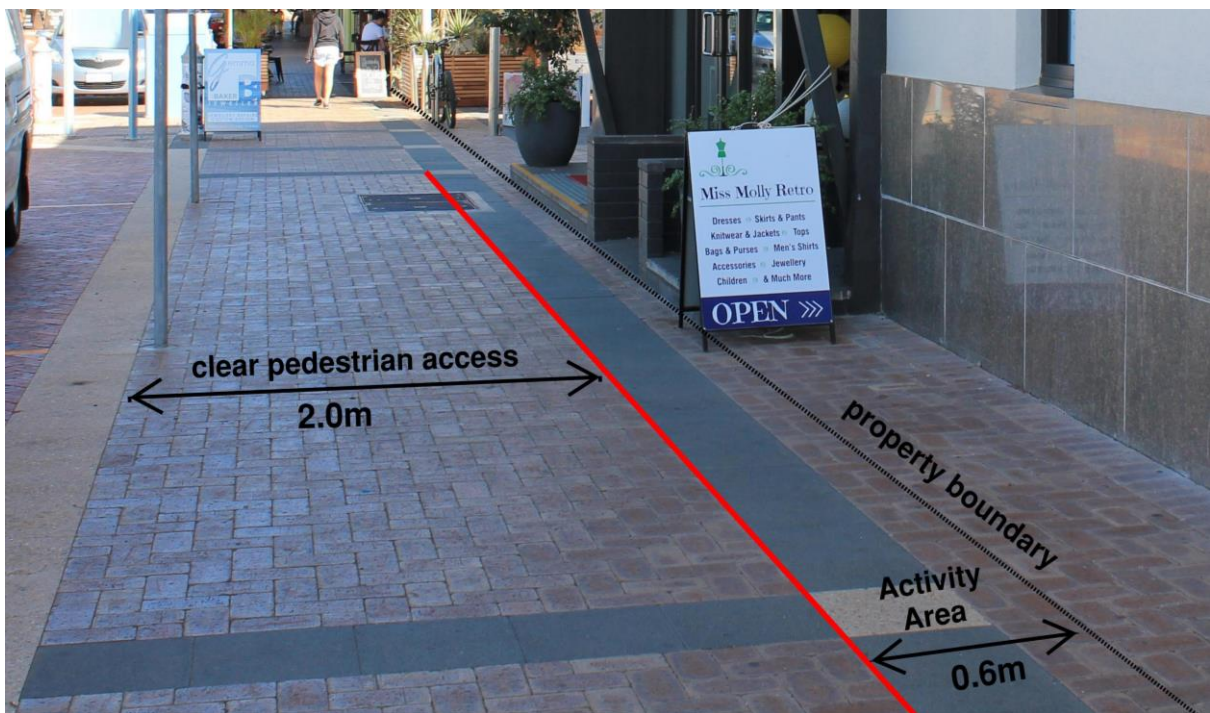 BAKER
Miss Molly Retro
Dresses Skirts & Pants
Knitwear & Jackets Tops
Bags & Purses Men's Shirts
Accessories Jewellery
Children & Much More
OPEN >>>
clear pedestrian access
2.0m
property boundary
Activity
Area
0.6m